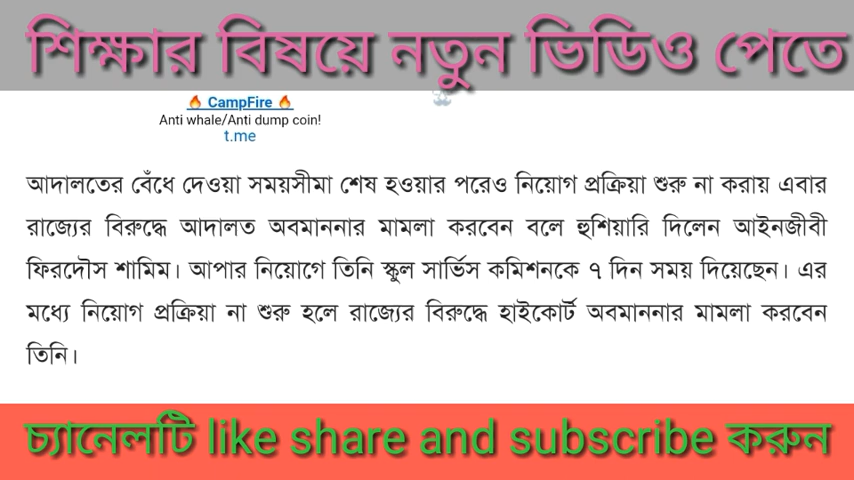 শিক্ষার বিষয়ে নতুন ভিডিও পেতে
🔥 CampFire 🔥
Anti whale/Anti dump coin!
t.me
আদালতের বেঁধে দেওয়া সময়সীমা শেষ হওয়ার পরেও নিয়োগ প্রক্রিয়া শুরু না করায় এবার
রাজ্যের বিরুদ্ধে আদালত অবমাননার মামলা করবেন বলে হুশিয়ারি দিলেন আইনজীবী
ফিরদৌস শামিম। আপার নিয়োগে তিনি স্কুল সার্ভিস কমিশনকে ৭ দিন সময় দিয়েছেন। এর
মধ্যে নিয়োগ প্রক্রিয়া না শুরু হলে রাজ্যের বিরুদ্ধে হাইকোর্ট অবমাননার মামলা করবেন
তিনি।
চ্যানেলটি like share and subscribe করুন